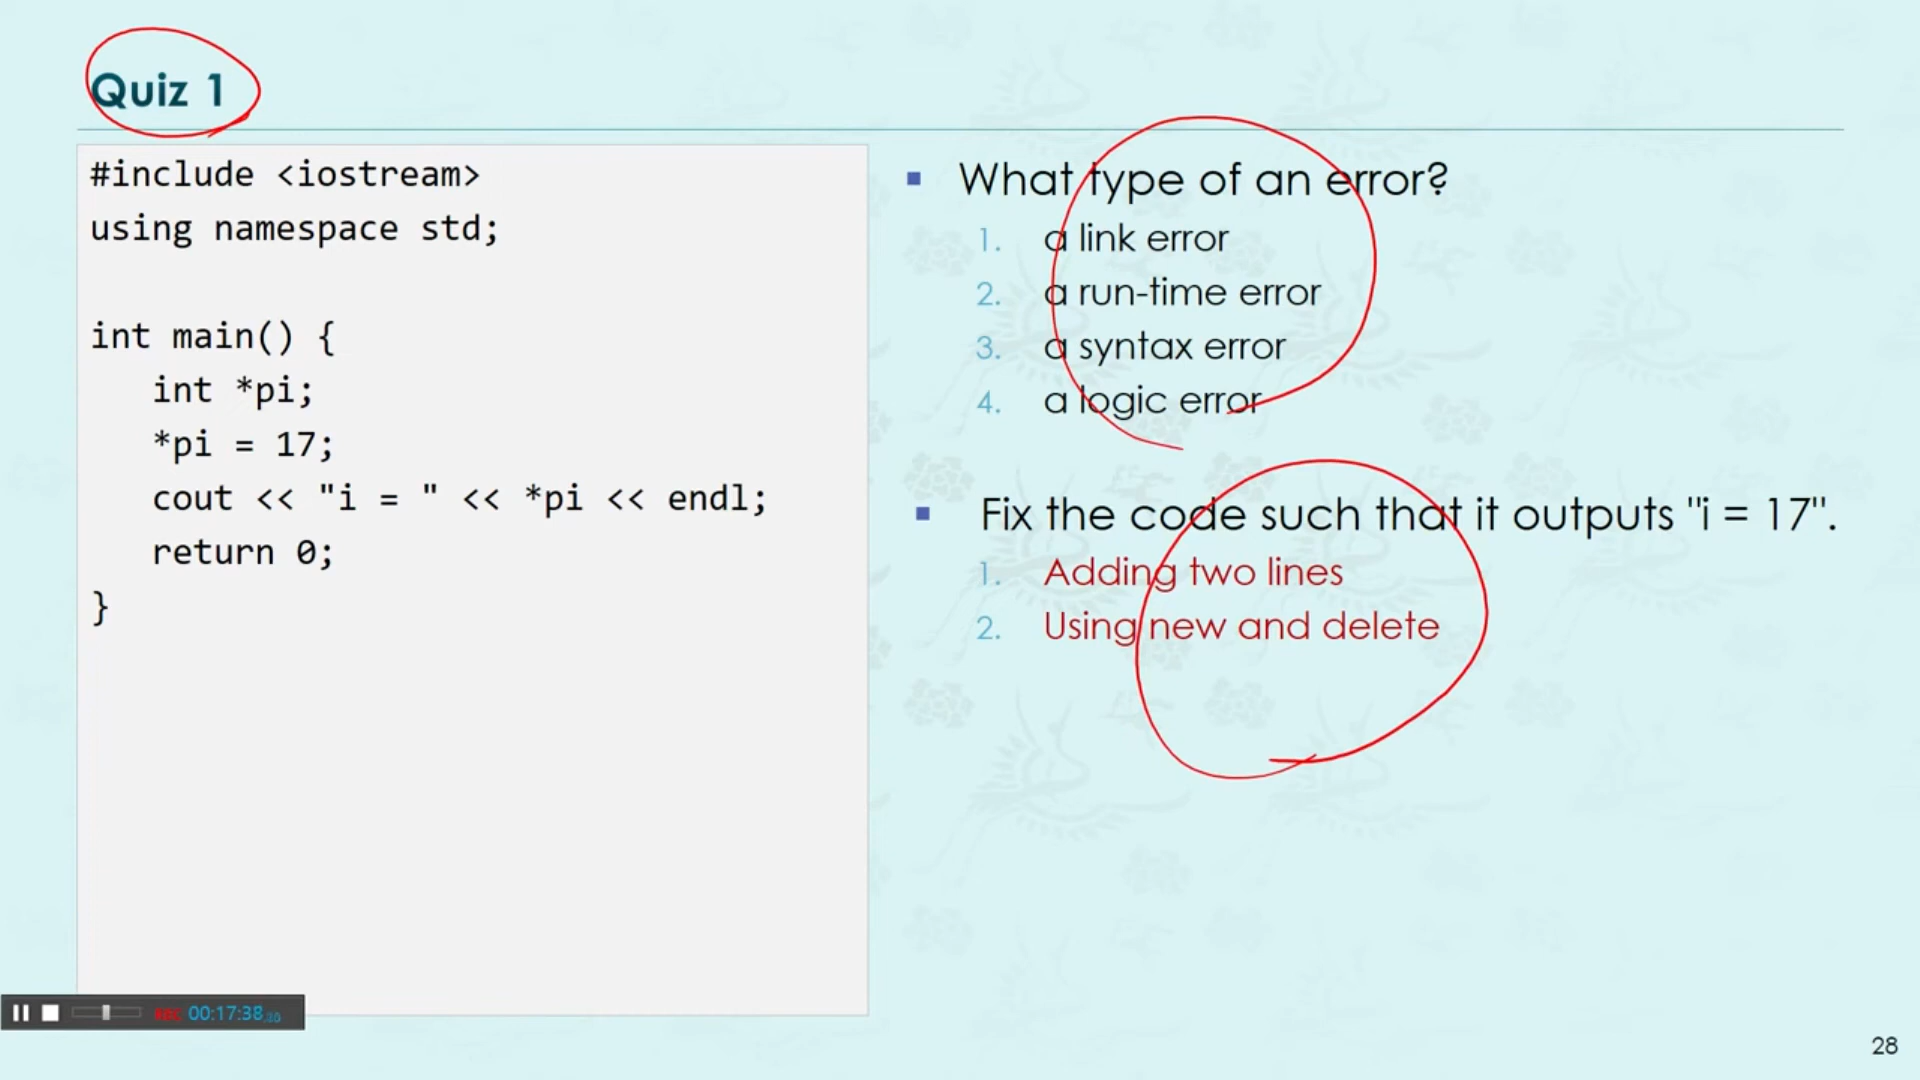 Quiz 1
#include <iostream>
using namespace std;
int main() {
int *pi;
*pi = 17;
cout << "i = " << *pi << endl;
return 0;
}
What type of an error?
1. a link error
2. a run-time error
3. a syntax error
4. a logic error
Fix the code such that it outputs "i = 17".
1. Adding two lines
2. Using new and delete
REC 00:17:38
28